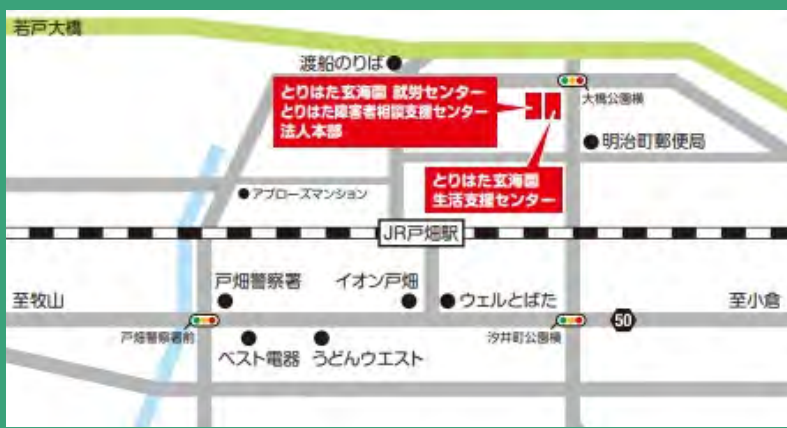 若戸大橋
渡船のりば
とりはた玄海園 就労センター
とりはた障害者相談支援センター
法人本部
大橋公園横
明治町郵便局
とりはた玄海園
生活支援センター
アプローズマンション
JR戸畑駅
戸畑警察署
イオン戸畑
ウェルとばた
至牧山
至小倉
50
戸畑警察署前
汐井町公園横
ベスト電器
うどんウエスト